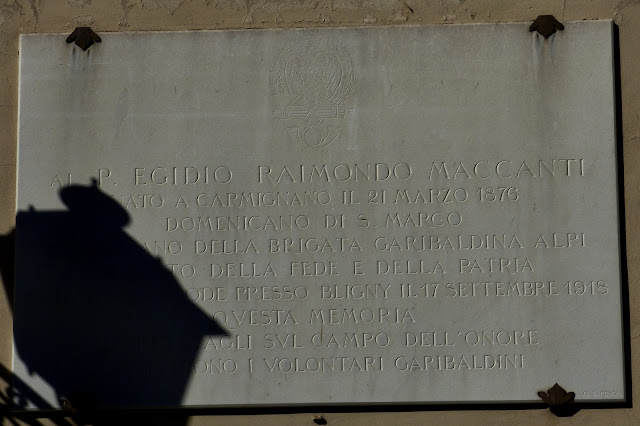 AL P. EGIDIO RAIMONDO MACCANTI
NATO A CARMIGNANO IL 21 MARZO 1876
DOMENICANO DI S. MARCO
DELLA BRIGATA GARIBALDINA ALPI
DELLA FEDE E DELLA PATRIA
PRESSO BLIGNY IL 17 SETTEMBRE 1918
QVESTA MEMORIA
SVL CAMPO DELL'ONORE
I VOLONTARI GARIBALDINI